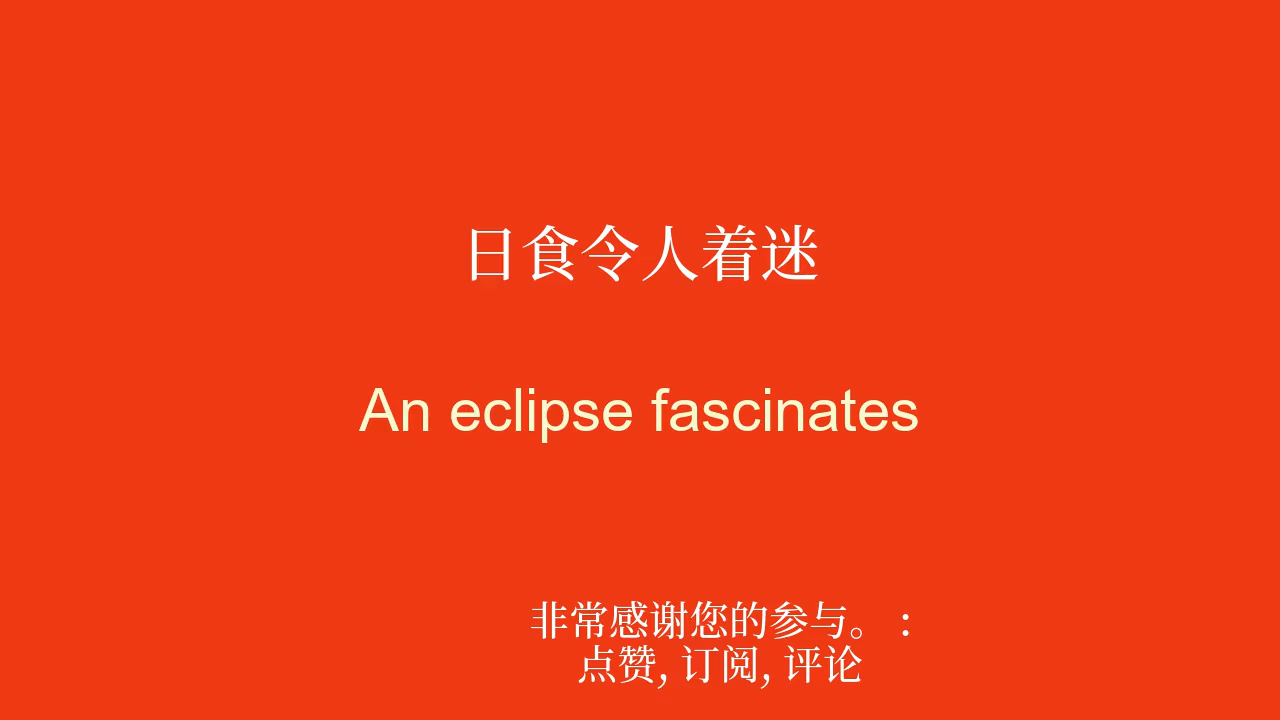 日食令人着迷
An eclipse fascinates
非常感谢您的参与。 :
点赞, 订阅, 评论